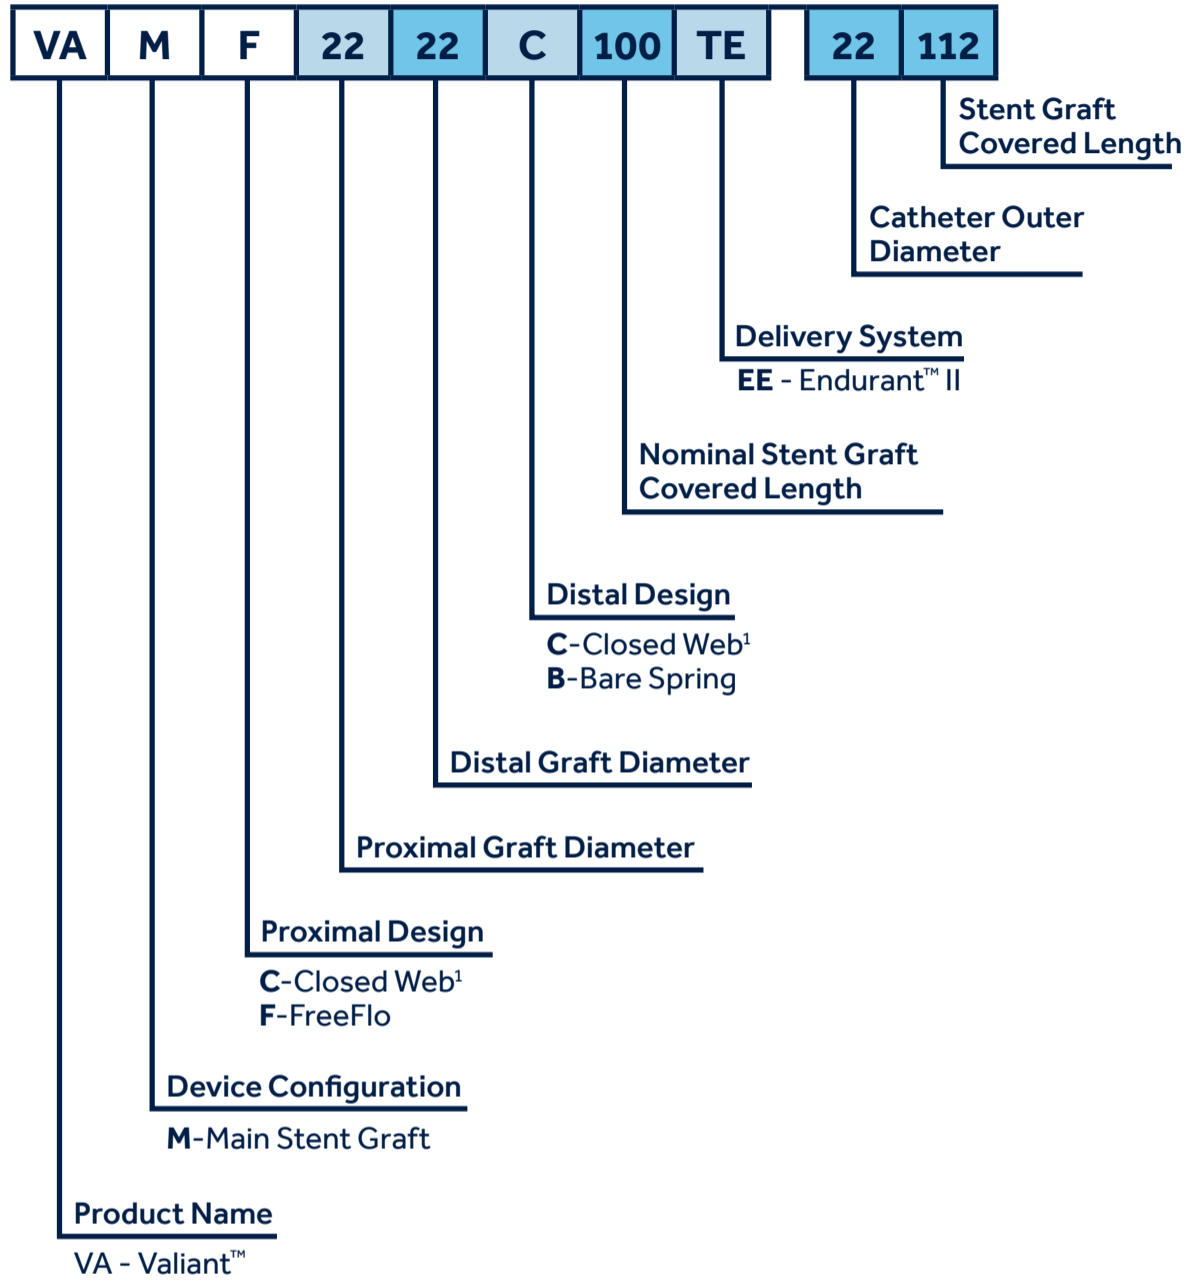 VA M F 22 22 C 100 TE 22 112
Stent Graft
Covered Length
Catheter Outer
Diameter
Delivery System
EE - Endurant™ II
Nominal Stent Graft
Covered Length
Distal Design
C-Closed Web¹
B-Bare Spring
Distal Graft Diameter
Proximal Graft Diameter
Proximal Design
C-Closed Web¹
F-FreeFlo
Device Configuration
M-Main Stent Graft
Product Name
VA - Valiant™